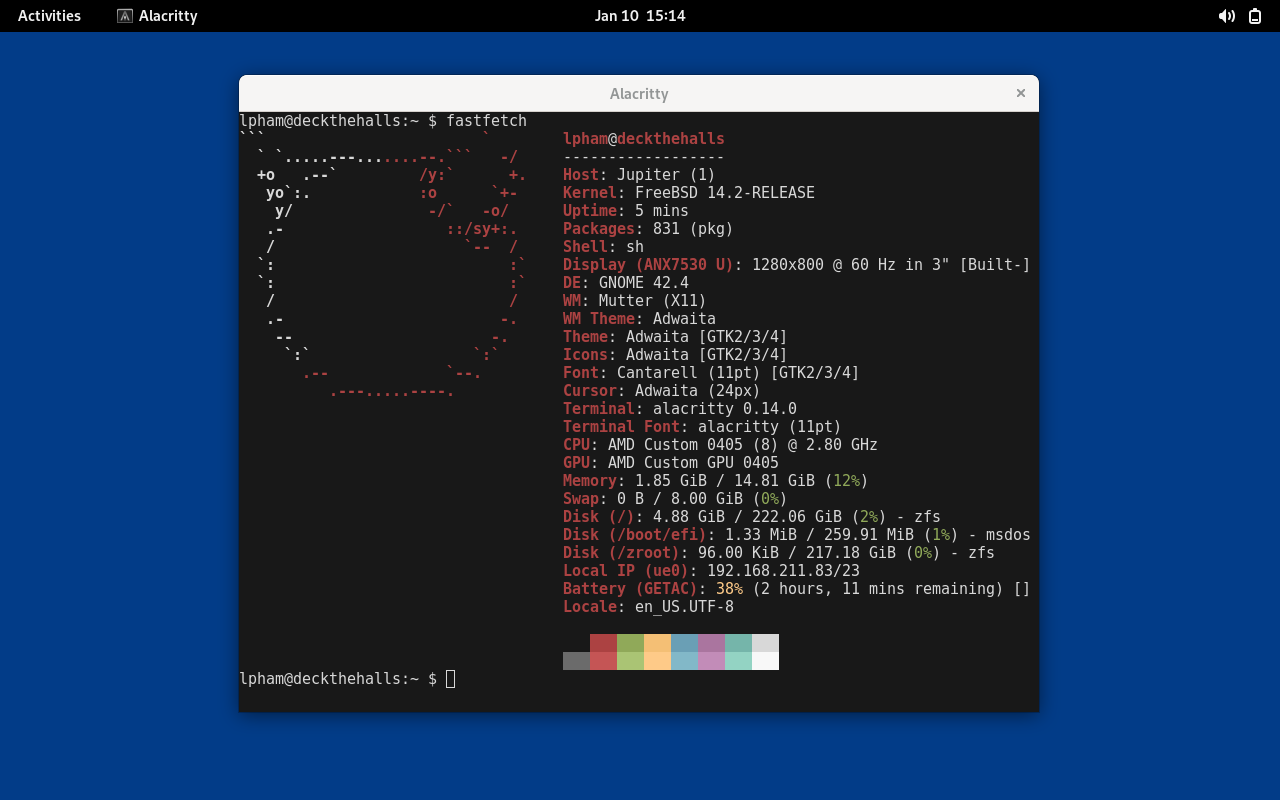 Activities Alacritty Jan 10 15:14
Alacritty
lpham@deckthehalls:~ $ fastfetch
```                        `        lpham@deckthehalls
  ` `.....---.......--.```   -/     ------------------
  +o   .--`         /y:`      +.    Host: Jupiter (1)
   yo`:.            :o      `+-     Kernel: FreeBSD 14.2-RELEASE
    y/               -/`   -o/      Uptime: 5 mins
   .-                  ::/sy+:.     Packages: 831 (pkg)
   /                     `--  /     Shell: sh
  `:                          :`    Display (ANX7530 U): 1280x800 @ 60 Hz in 3" [Built-]
  `:                          :`    DE: GNOME 42.4
   /                          /     WM: Mutter (X11)
   .-                        -.     WM Theme: Adwaita
    --                      -.      Theme: Adwaita [GTK2/3/4]
     `:`                  `:`       Icons: Adwaita [GTK2/3/4]
       .--             `--.         Font: Cantarell (11pt) [GTK2/3/4]
          .---.....----.            Cursor: Adwaita (24px)
Terminal: alacritty 0.14.0
Terminal Font: alacritty (11pt)
CPU: AMD Custom 0405 (8) @ 2.80 GHz
GPU: AMD Custom GPU 0405
Memory: 1.85 GiB / 14.81 GiB (12%)
Swap: 0 B / 8.00 GiB (0%)
Disk (/): 4.88 GiB / 222.06 GiB (2%) - zfs
Disk (/boot/efi): 1.33 MiB / 259.91 MiB (1%) - msdos
Disk (/zroot): 96.00 KiB / 217.18 GiB (0%) - zfs
Local IP (ue0): 192.168.211.83/23
Battery (GETAC): 38% (2 hours, 11 mins remaining) []
Locale: en_US.UTF-8
lpham@deckthehalls:~ $